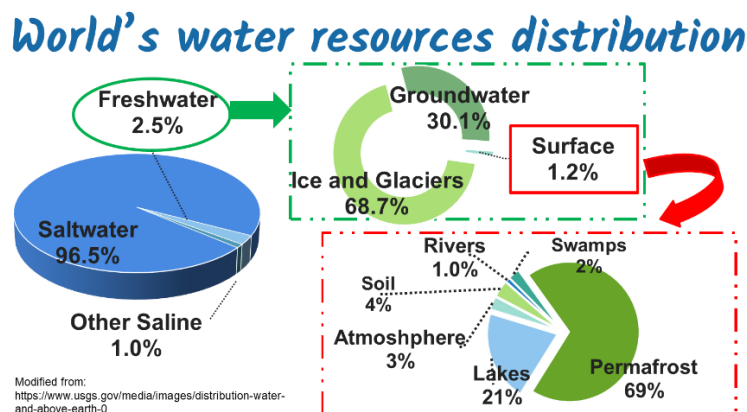 World's water resources distribution
Freshwater
2.5%
Saltwater
96.5%
Other Saline
1.0%
Groundwater
30.1%
Ice and Glaciers
68.7%
Surface
1.2%
Rivers
1.0%
Swamps
2%
Soil
4%
Atmoshphere
3%
Lakes
21%
Permafrost
69%
Modified from:
https://www.usgs.gov/media/images/distribution-water-
and-above-earth-0